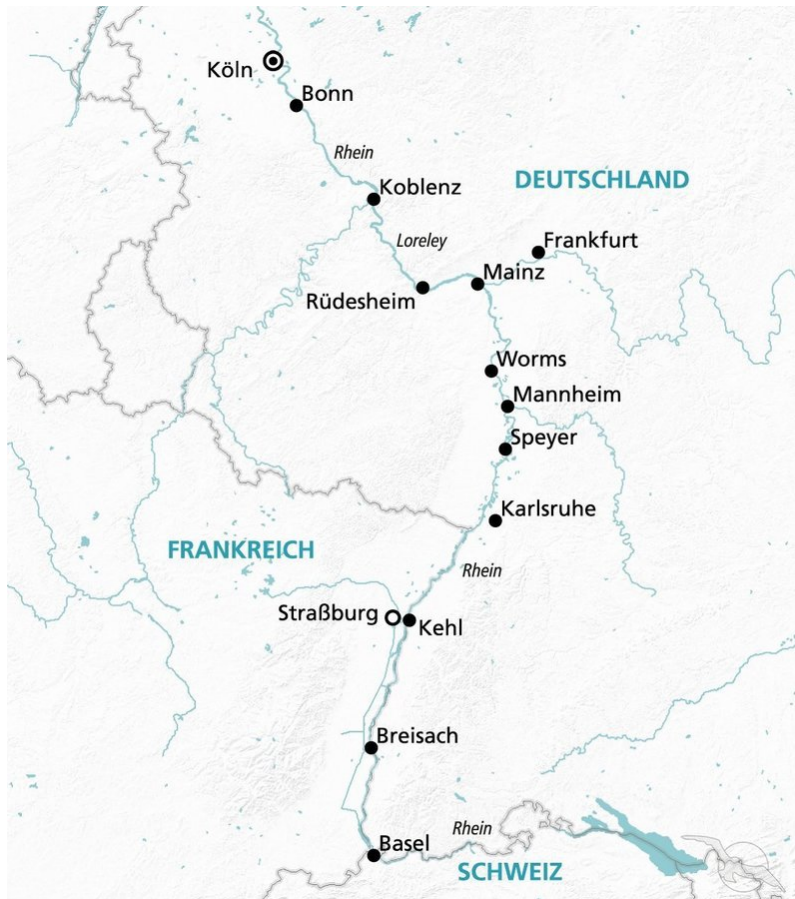 Köln
Bonn
Rhein
Koblenz
DEUTSCHLAND
Loreley
Frankfurt
Mainz
Rüdesheim
Worms
Mannheim
Speyer
Karlsruhe
FRANKREICH
Rhein
Straßburg
Kehl
Breisach
Rhein
Basel
SCHWEIZ